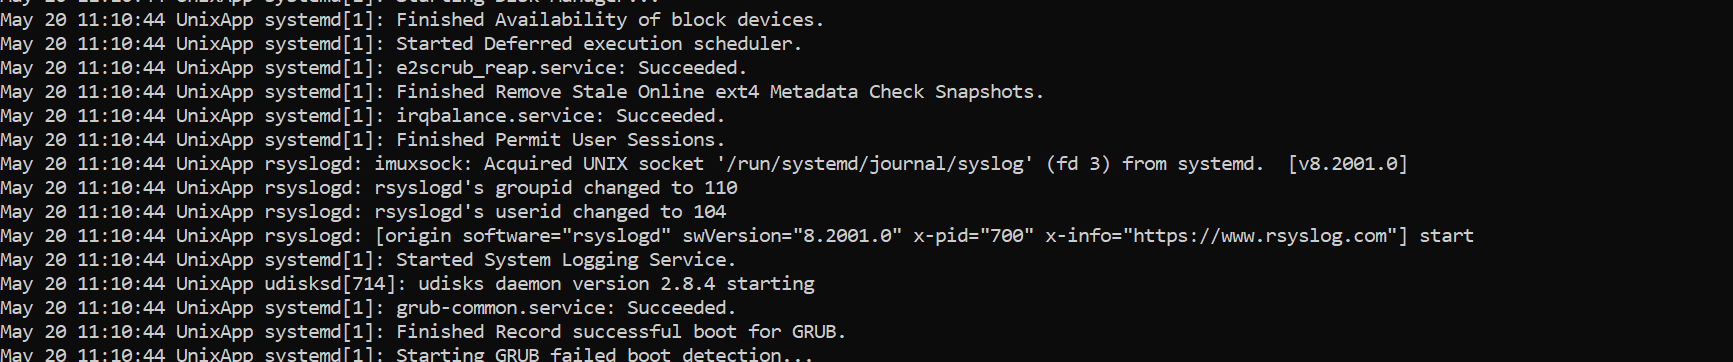 May 20 11:10:44 UnixApp systemd[1]: Starting Disk Manager...
May 20 11:10:44 UnixApp systemd[1]: Finished Availability of block devices.
May 20 11:10:44 UnixApp systemd[1]: Started Deferred execution scheduler.
May 20 11:10:44 UnixApp systemd[1]: e2scrub_reap.service: Succeeded.
May 20 11:10:44 UnixApp systemd[1]: Finished Remove Stale Online ext4 Metadata Check Snapshots.
May 20 11:10:44 UnixApp systemd[1]: irqbalance.service: Succeeded.
May 20 11:10:44 UnixApp systemd[1]: Finished Permit User Sessions.
May 20 11:10:44 UnixApp rsyslogd: imuxsock: Acquired UNIX socket '/run/systemd/journal/syslog' (fd 3) from systemd.  [v8.2001.0]
May 20 11:10:44 UnixApp rsyslogd: rsyslogd's groupid changed to 110
May 20 11:10:44 UnixApp rsyslogd: rsyslogd's userid changed to 104
May 20 11:10:44 UnixApp rsyslogd: [origin software="rsyslogd" swVersion="8.2001.0" x-pid="700" x-info="https://www.rsyslog.com"] start
May 20 11:10:44 UnixApp systemd[1]: Started System Logging Service.
May 20 11:10:44 UnixApp udisksd[714]: udisks daemon version 2.8.4 starting
May 20 11:10:44 UnixApp systemd[1]: grub-common.service: Succeeded.
May 20 11:10:44 UnixApp systemd[1]: Finished Record successful boot for GRUB.
May 20 11:10:44 UnixApp systemd[1]: Starting GRUB failed boot detection...